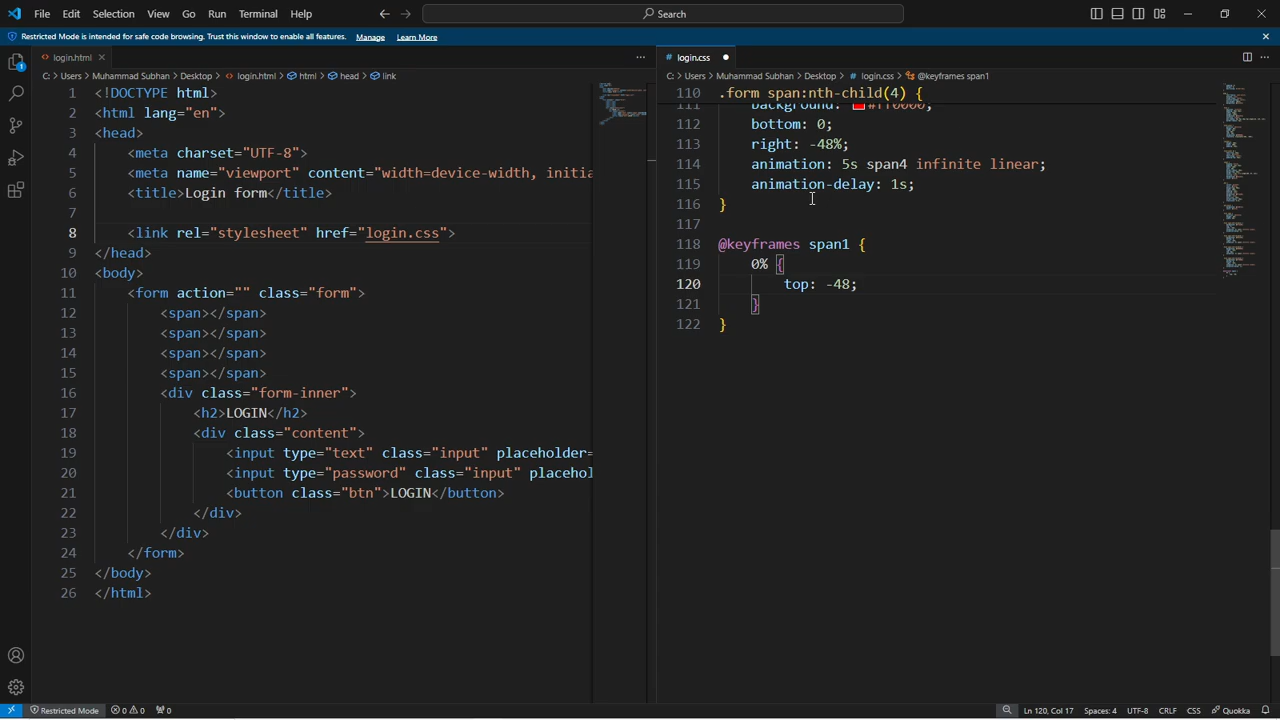 File Edit Selection View Go Run Terminal Help
Search
Restricted Mode is intended for safe code browsing. Trust this window to enable all features. Manage Learn More
login.html
C: > Users > Muhammad Subhan > Desktop > login.html > html > head > link
1 <!DOCTYPE html>
2 <html lang="en">
3 <head>
4 <meta charset="UTF-8">
5 <meta name="viewport" content="width=device-width, initia
6 <title>Login form</title>
7
8 <link rel="stylesheet" href="login.css">
9 </head>
10 <body>
11 <form action="" class="form">
12 <span></span>
13 <span></span>
14 <span></span>
15 <span></span>
16 <div class="form-inner">
17 <h2>LOGIN</h2>
18 <div class="content">
19 <input type="text" class="input" placeholder=
20 <input type="password" class="input" placehol
21 <button class="btn">LOGIN</button>
22 </div>
23 </div>
24 </form>
25 </body>
26 </html>
login.css
C: > Users > Muhammad Subhan > Desktop > login.css > @keyframes span1
110 .form span:nth-child(4) {
111 background: #ff0000;
112 bottom: 0;
113 right: -48%;
114 animation: 5s span4 infinite linear;
115 animation-delay: 1s;
116 }
117
118 @keyframes span1 {
119 0% {
120 top: -48;
121 }
122 }
Restricted Mode 0 0 0
Ln 120, Col 17 Spaces: 4 UTF-8 CRLF CSS Quokka